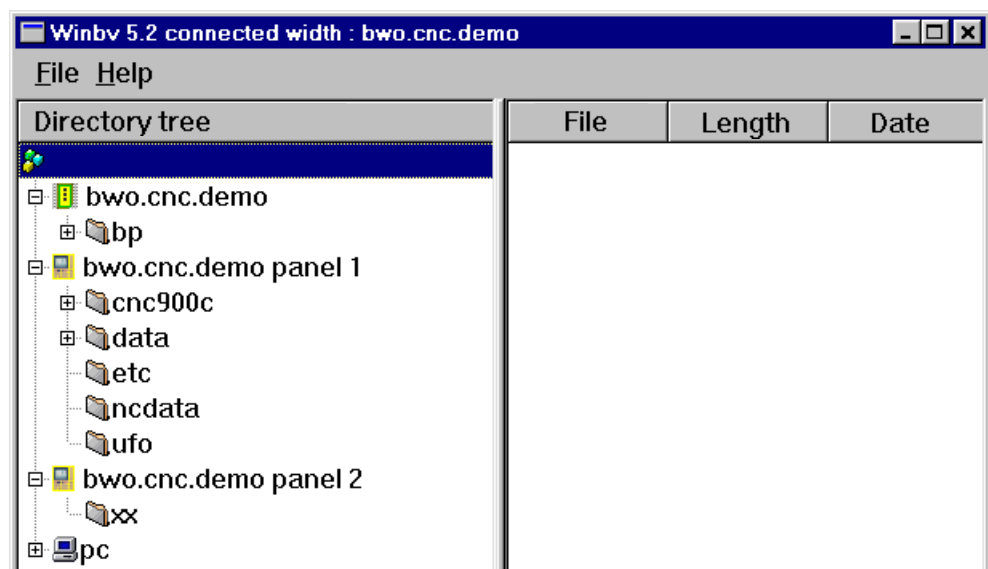 Winbv 5.2 connected width : bwo.cnc.demo
File Help
Directory tree File Length Date
bwo.cnc.demo
bp
bwo.cnc.demo panel 1
cnc900c
data
etc
ncdata
ufo
bwo.cnc.demo panel 2
xx
pc